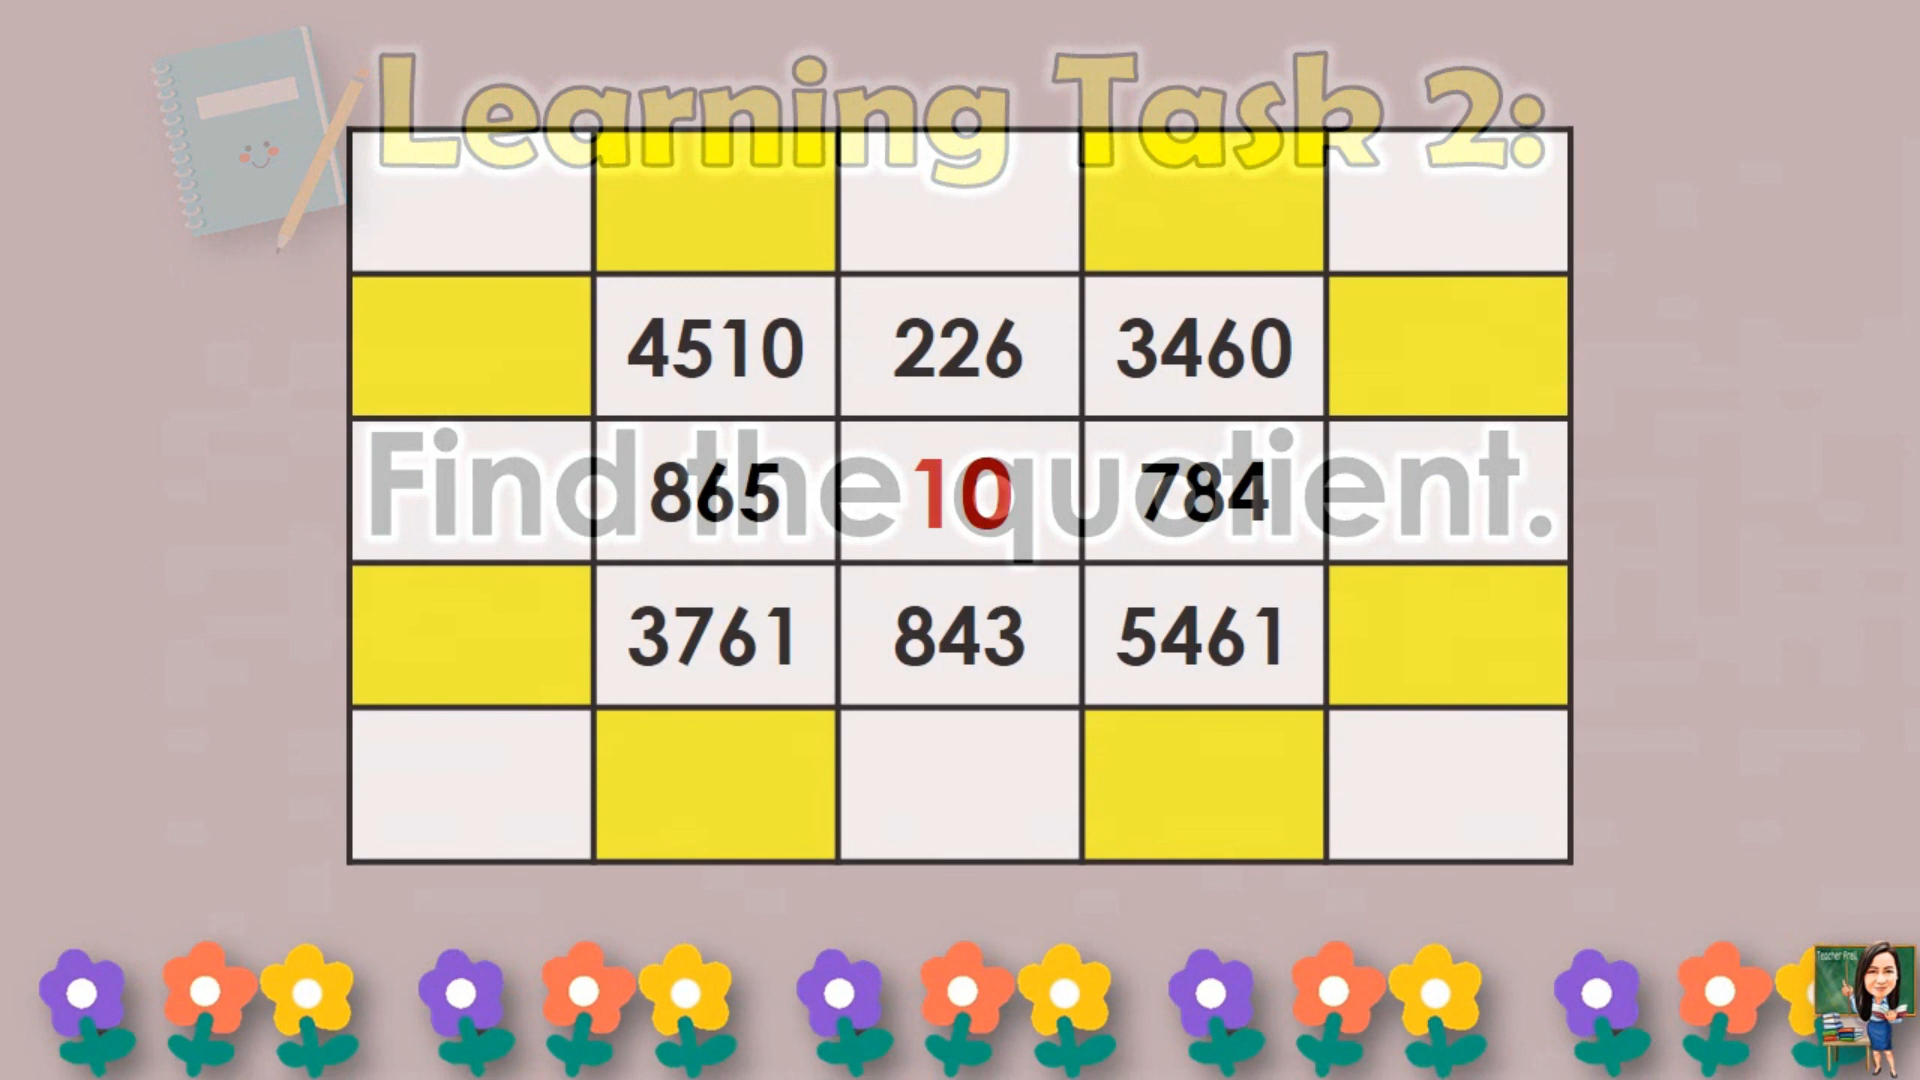 Learning Task 2:
4510 226 3460
Find the quotient.
865 10 784
3761 843 5461